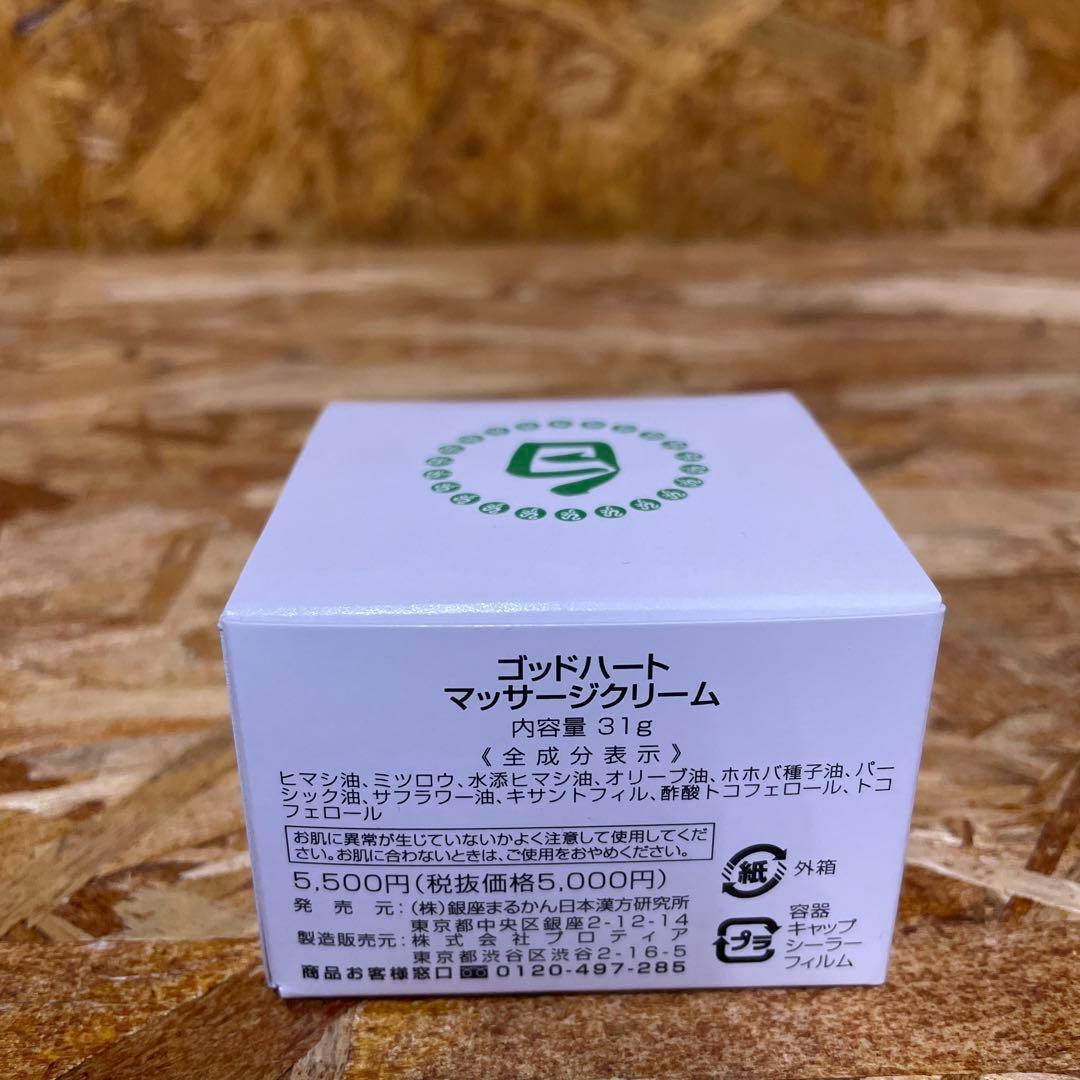 ゴッドハート
マッサージクリーム
内容量 31g
《全成分表示》
ヒマシ油、ミツロウ、水添ヒマシ油、オリーブ油、ホホバ種子油、パー
シック油、サフラワー油、キサントフィル、酢酸トコフェロール、トコ
フェロール
お肌に異常が生じていないかよく注意して使用してくだ
さい。お肌に合わないときは、ご使用をおやめください。
5,500円(税抜価格5,000円)
発売元:(株)銀座まるかん日本漢方研究所
東京都中央区銀座2-12-14
製造販売元:株式会社プロティア
東京都渋谷区渋谷2-16-5
商品お客様窓口 0120-497-285
紙 外箱
プラ 容器
キャップ
シーラー
フィルム